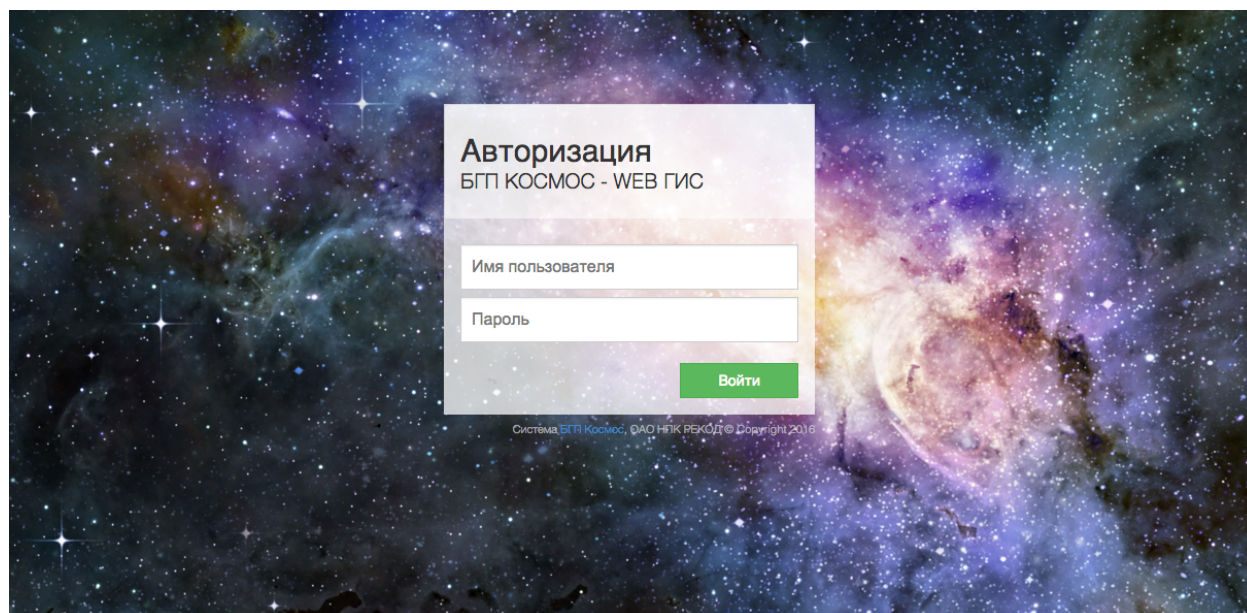 Авторизация
БГП КОСМОС - WEB ГИС
Имя пользователя
Пароль
Войти
Система БГП Космос, ОАО НПК РЕКОД © Copyright 2016